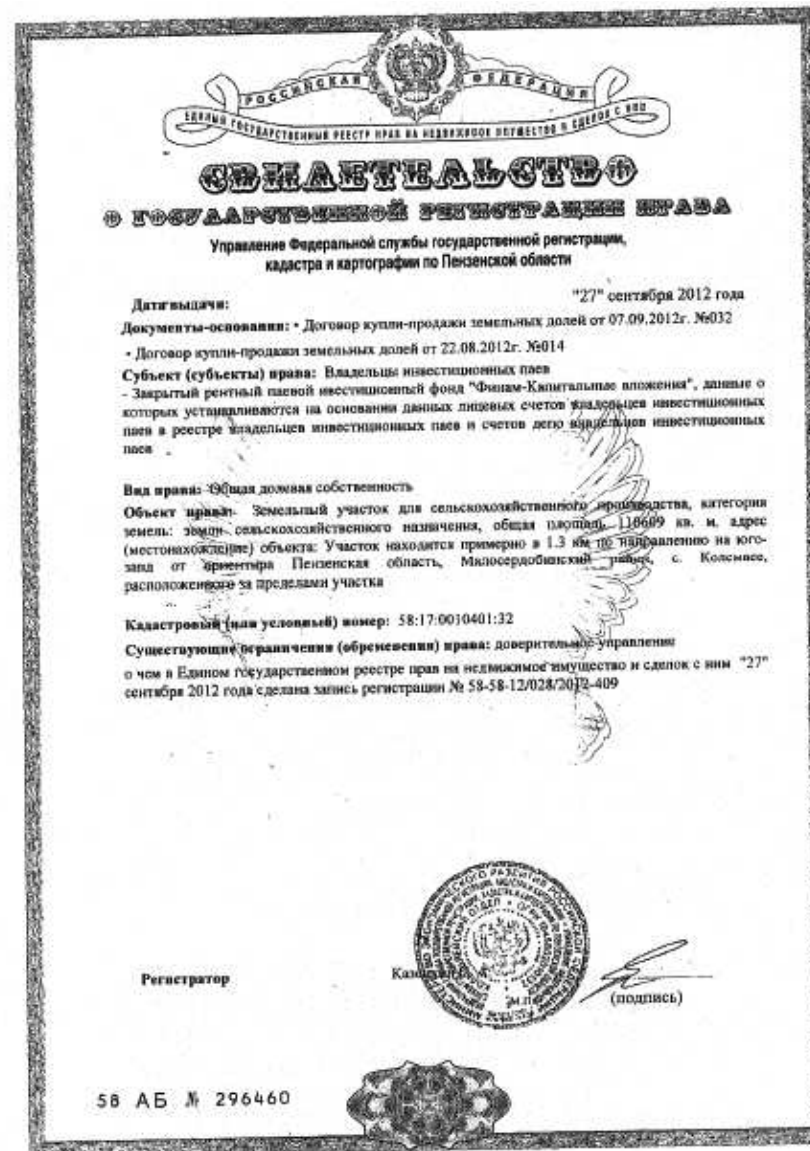 РОССИЙСКАЯ ФЕДЕРАЦИЯ
ЕДИНЫЙ ГОСУДАРСТВЕННЫЙ РЕЕСТР ПРАВ НА НЕДВИЖИМОЕ ИМУЩЕСТВО И СДЕЛОК С НИМ
СВИДЕТЕЛЬСТВО
О ГОСУДАРСТВЕННОЙ РЕГИСТРАЦИИ ПРАВА
Управление Федеральной службы государственной регистрации,
кадастра и картографии по Пензенской области
Дата выдачи: "27" сентября 2012 года
Документы-основания: • Договор купли-продажи земельных долей от 07.09.2012г. №032
• Договор купли-продажи земельных долей от 22.08.2012г. №014
Субъект (субъекты) права: Владельцы инвестиционных паев
- Закрытый рентный паевой ивестиционный фонд "Финам-Капитальные вложения", данные о
которых устанавливаются на основании данных лицевых счетов владельцев инвестиционных
паев в реестре владельцев инвестиционных паев и счетов депо владельцев инвестиционных
паев
Вид права: Общая долевая собственность
Объект права: Земельный участок для сельскохозяйственного производства, категория
земель: земли сельскохозяйственного назначения, общая площадь 110609 кв. м, адрес
(местонахождение) объекта: Участок находится примерно в 1.3 км по направлению на юго-
запад от ориентира Пензенская область, Малосердобинский район, с.
расположенного за пределами участка
Кадастровый (или условный) номер: 58:17:0010401:32
Существующие ограничения (обременения) права: доверительное управление
о чем в Едином государственном реестре прав на недвижимое имущество и сделок с ним "27"
сентября 2012 года сделана запись регистрации № 58-58-12/028/2012-409
Регистратор
М.П.
(подпись)
58 АБ № 296460